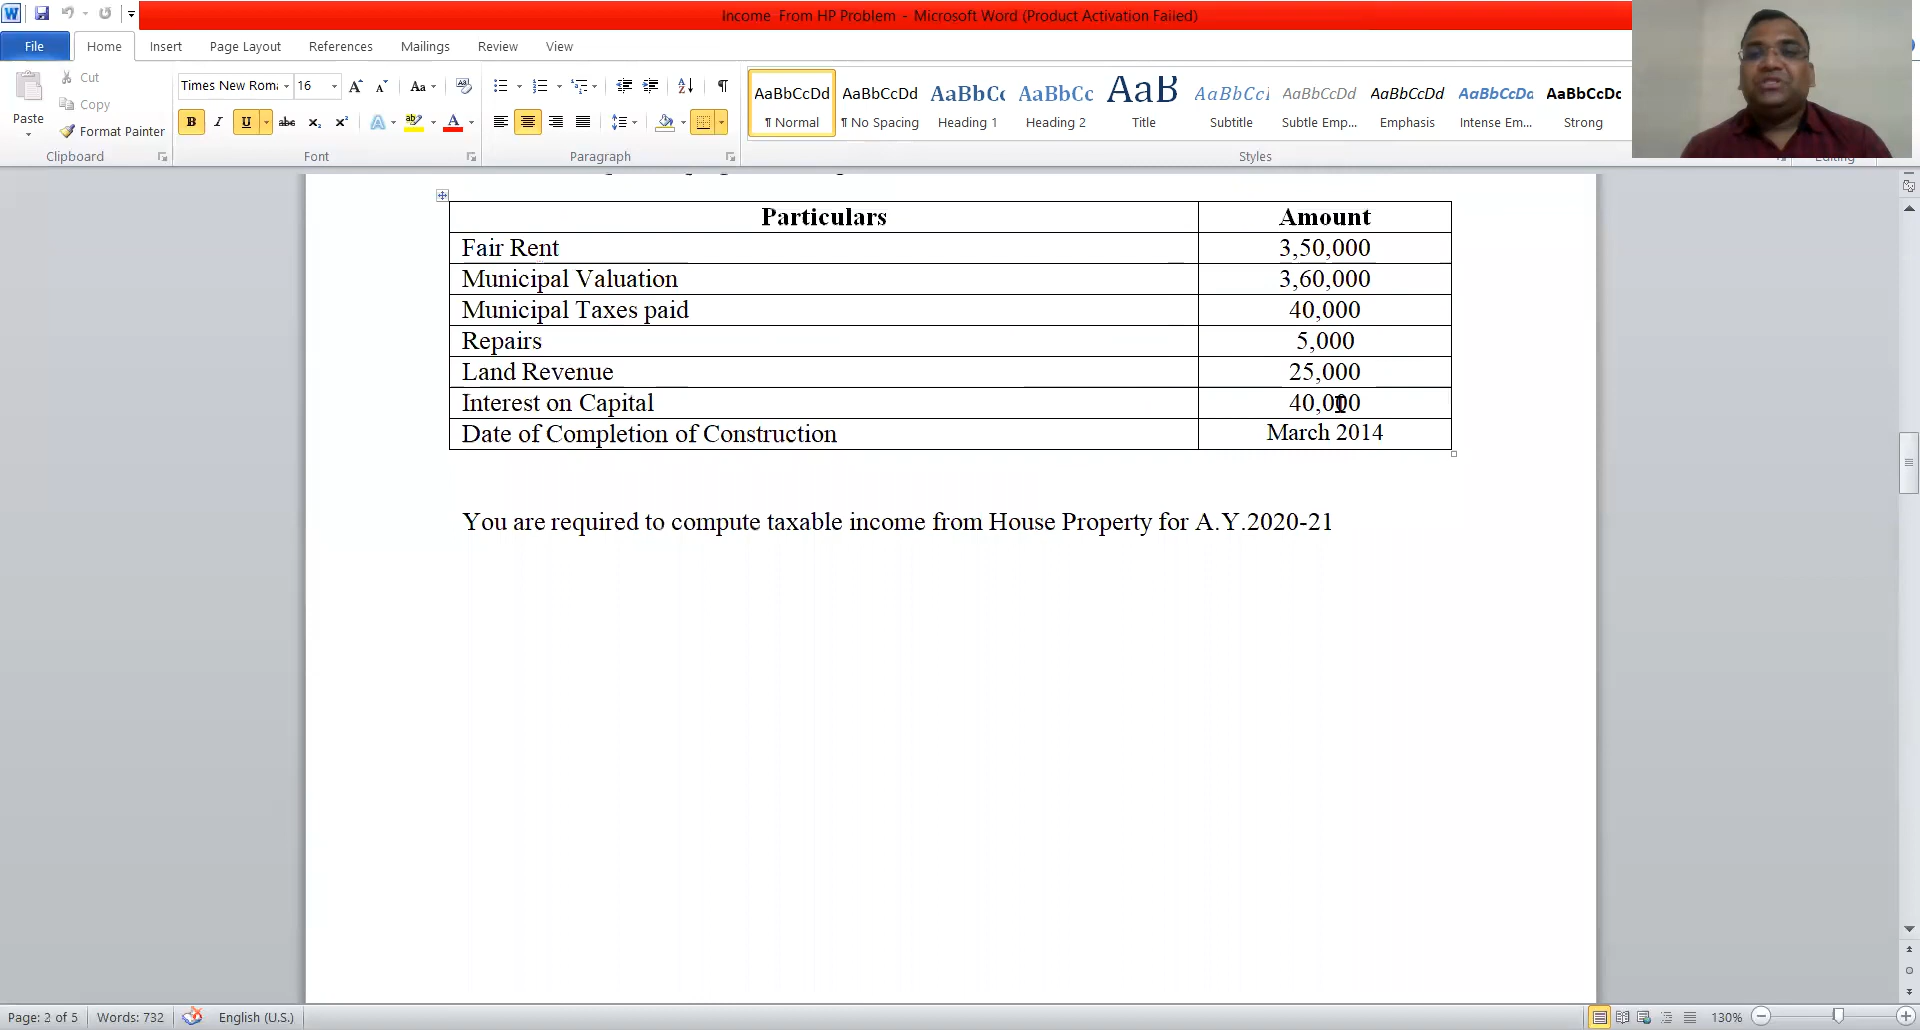 Income From HP Problem - Microsoft Word (Product Activation Failed)
File Home Insert Page Layout References Mailings Review View
Paste
Cut
Copy
Format Painter
Clipboard
Times New Roma 16
Font
Paragraph
AaBbCcDd AaBbCcDd AaBbCc AaBbCc AaB AaBbCcI AaBbCcDd AaBbCcDd AaBbCcDd AaBbCcDc
¶ Normal ¶ No Spacing Heading 1 Heading 2 Title Subtitle Subtle Emp... Emphasis Intense Em... Strong
Styles
Editing
Particulars Amount
Fair Rent 3,50,000
Municipal Valuation 3,60,000
Municipal Taxes paid 40,000
Repairs 5,000
Land Revenue 25,000
Interest on Capital 40,000
Date of Completion of Construction March 2014
You are required to compute taxable income from House Property for A.Y.2020-21
Page: 2 of 5 Words: 732 English (U.S.) 130%